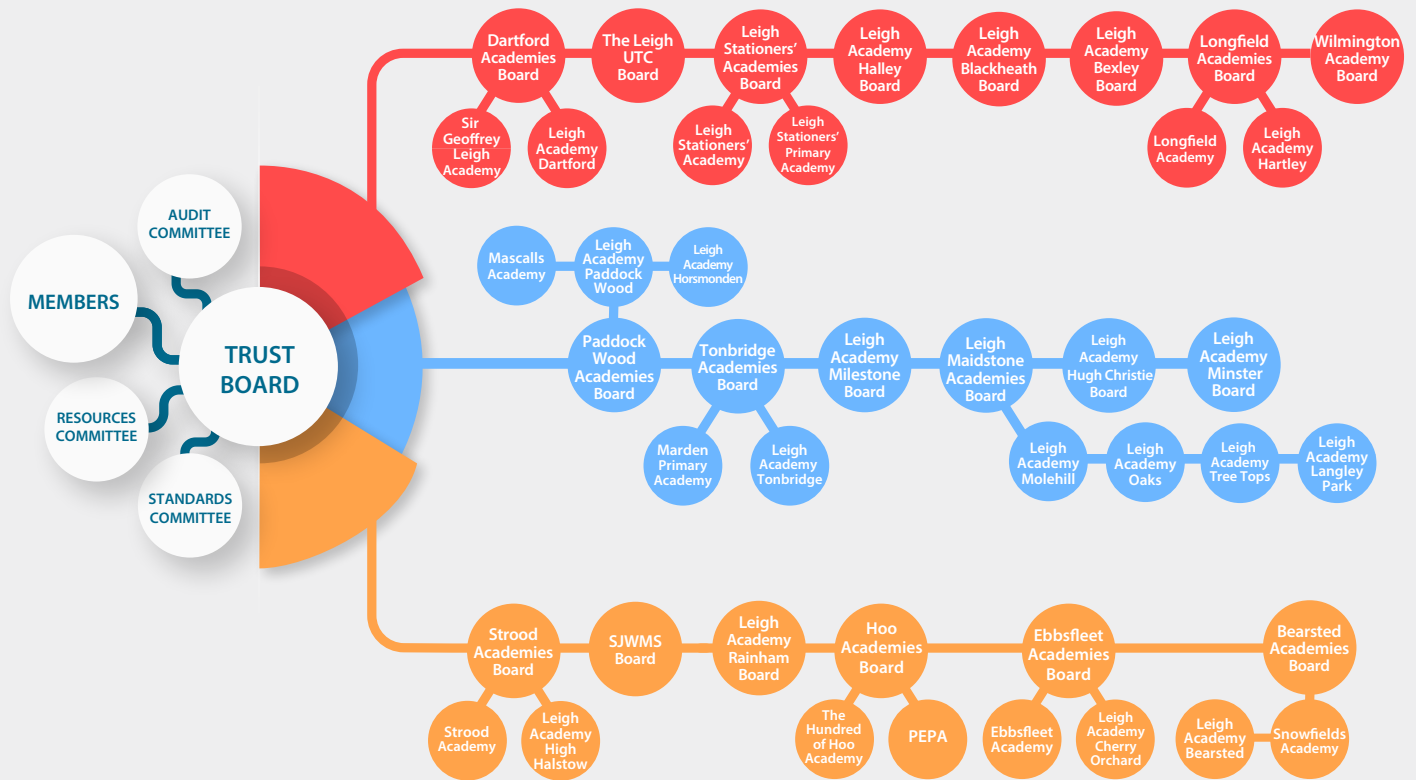 AUDIT
COMMITTEE
MEMBERS
TRUST
BOARD
RESOURCES
COMMITTEE
STANDARDS
COMMITTEE
Dartford
Academies
Board
The Leigh
UTC
Board
Leigh
Stationers'
Academies
Board
Leigh
Academy
Halley
Board
Leigh
Academy
Blackheath
Board
Leigh
Academy
Bexley
Board
Longfield
Academies
Board
Wilmington
Academy
Board
Sir
Geoffrey
Leigh
Academy
Leigh
Academy
Dartford
Leigh
Stationers'
Academy
Leigh
Stationers'
Primary
Academy
Longfield
Academy
Leigh
Academy
Hartley
Mascalls
Academy
Leigh
Academy
Paddock
Wood
Leigh
Academy
Horsmonden
Paddock
Wood
Academies
Board
Tonbridge
Academies
Board
Leigh
Academy
Milestone
Board
Leigh
Maidstone
Academies
Board
Leigh
Academy
Hugh Christie
Board
Leigh
Academy
Minster
Board
Marden
Primary
Academy
Leigh
Academy
Tonbridge
Leigh
Academy
Molehill
Leigh
Academy
Oaks
Leigh
Academy
Tree Tops
Leigh
Academy
Langley
Park
Strood
Academies
Board
SJWMS
Board
Leigh
Academy
Rainham
Board
Hoo
Academies
Board
Ebbsfleet
Academies
Board
Bearsted
Academies
Board
Strood
Academy
Leigh
Academy
High
Halstow
The
Hundred
of Hoo
Academy
PEPA
Ebbsfleet
Academy
Leigh
Academy
Cherry
Orchard
Leigh
Academy
Bearsted
Snowfields
Academy